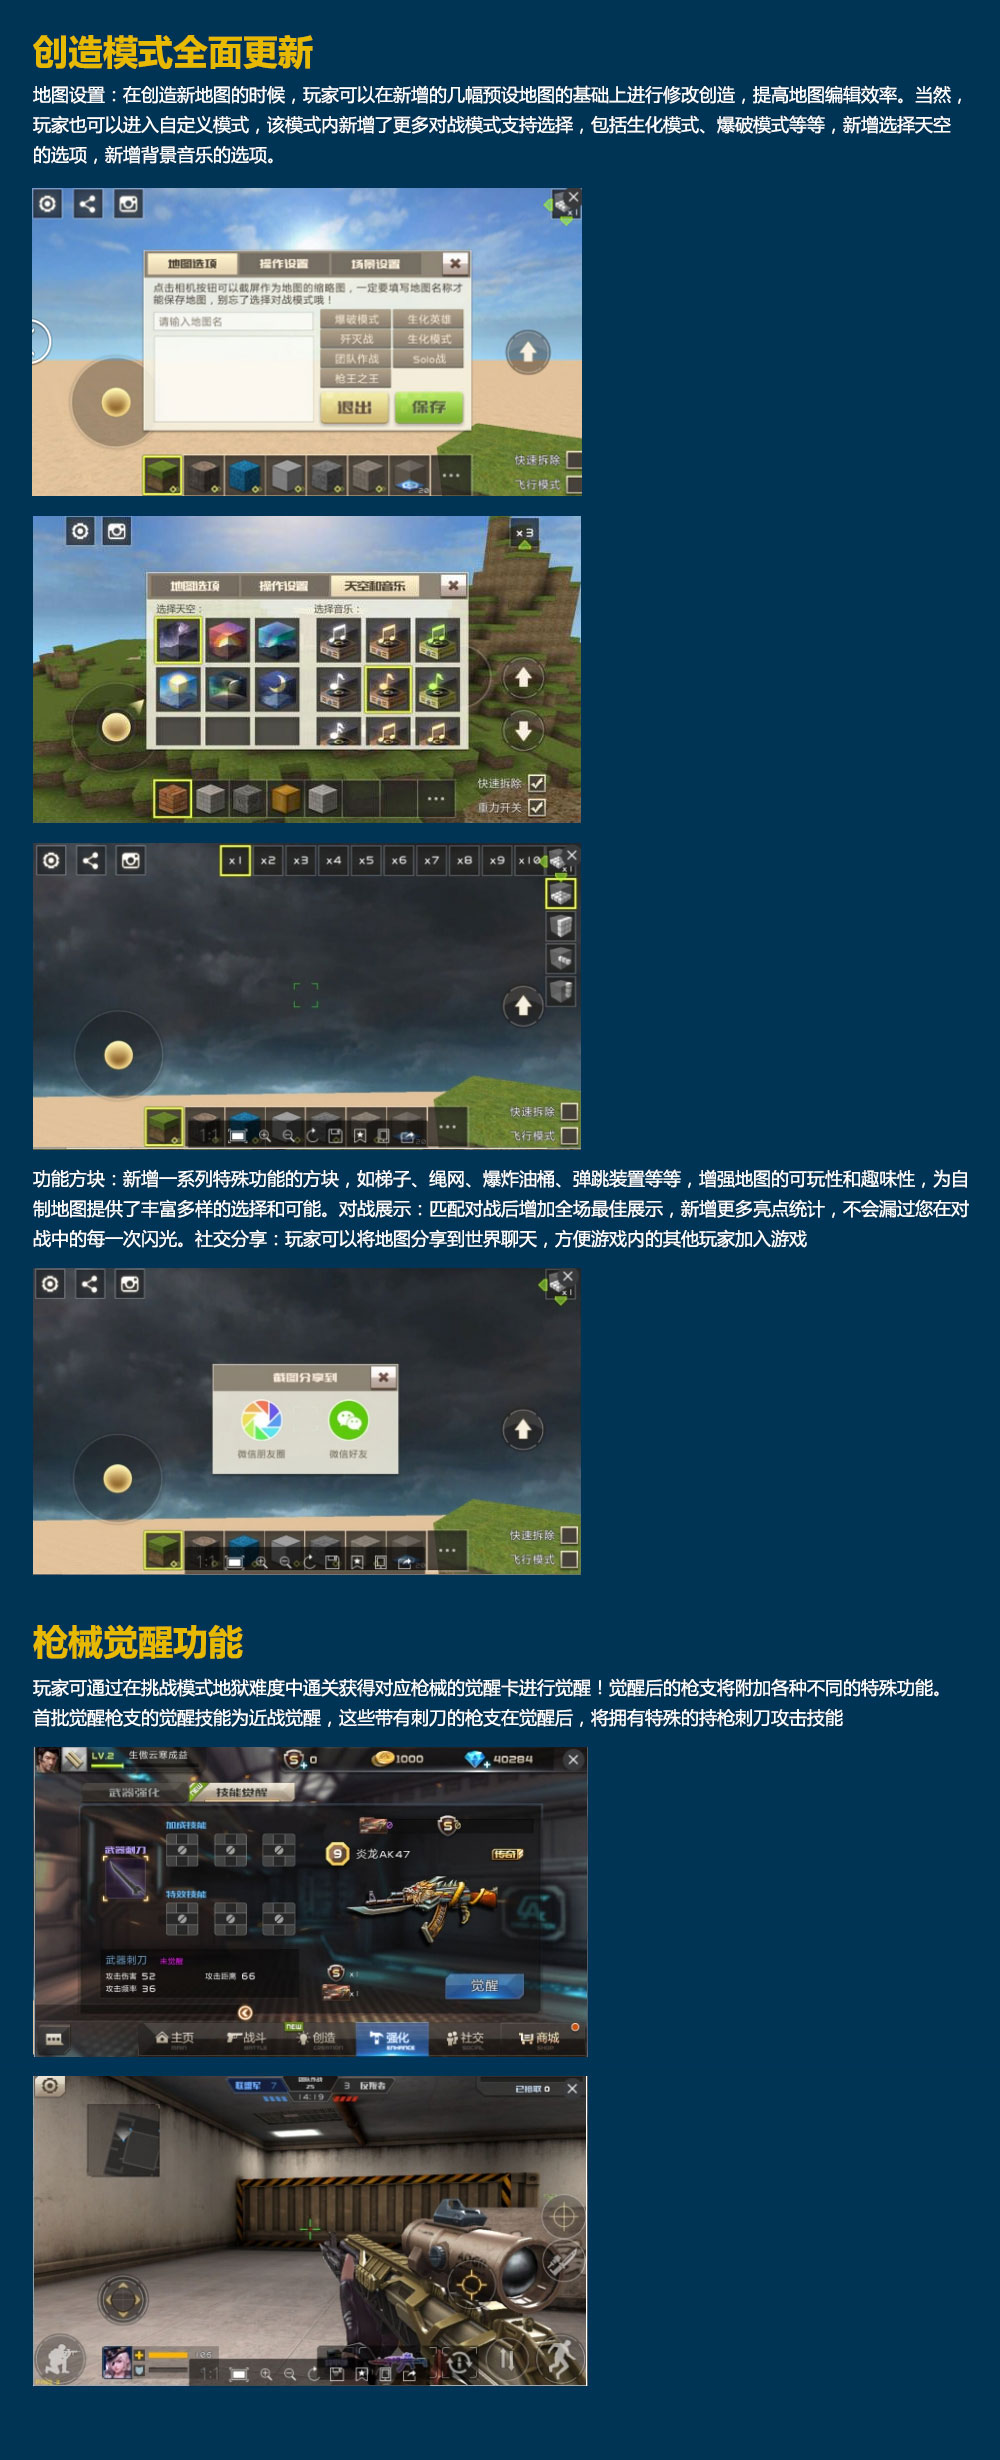 创造模式全面更新
地图设置：在创造新地图的时候，玩家可以在新增的几幅预设地图的基础上进行修改创造，提高地图编辑效率。当然，
玩家也可以进入自定义模式，该模式内新增了更多对战模式支持选择，包括生化模式、爆破模式等等，新增选择天空
的选项，新增背景音乐的选项。
地图选项 操作设置 场景设置
点击相机按钮可以截屏作为地图的缩略图，一定要填写地图名称才
能保存地图，别忘了选择对战模式哦！
请输入地图名
爆破模式 生化英雄
歼灭战 生化模式
团队作战 Solo战
枪王之王
退出 保存
快速拆除
飞行模式
20
x3
地图选项 操作设置 天空和音乐
选择天空： 选择音乐：
快速拆除
重力开关
x1 x2 x3 x4 x5 x6 x7 x8 x9 x10
x1
快速拆除
飞行模式
1:1
功能方块：新增一系列特殊功能的方块，如梯子、绳网、爆炸油桶、弹跳装置等等，增强地图的可玩性和趣味性，为自
制地图提供了丰富多样的选择和可能。对战展示：匹配对战后增加全场最佳展示，新增更多亮点统计，不会漏过您在对
战中的每一次闪光。社交分享：玩家可以将地图分享到世界聊天，方便游戏内的其他玩家加入游戏
x1
截图分享到
微信朋友圈 微信好友
快速拆除
飞行模式
1:1
枪械觉醒功能
玩家可通过在挑战模式地狱难度中通关获得对应枪械的觉醒卡进行觉醒！觉醒后的枪支将附加各种不同的特殊功能。
首批觉醒枪支的觉醒技能为近战觉醒，这些带有刺刀的枪支在觉醒后，将拥有特殊的持枪刺刀攻击技能
LV.2 生傲云寒成益 0 1000 40284
武器强化 NEW 技能觉醒
加成技能
武器刺刀
9 炎龙AK47 传奇
特效技能
武器刺刀 未觉醒
攻击伤害 52 攻击距离 66
攻击频率 36
x1
x1
觉醒
NEW
主页 战斗 创造 强化 社交 商城
MAIN BATTLE CREATION ENHANCE SOCIAL SHOP
联盟军 7 25 3 反叛者
14:19
已拾取 0
1:1